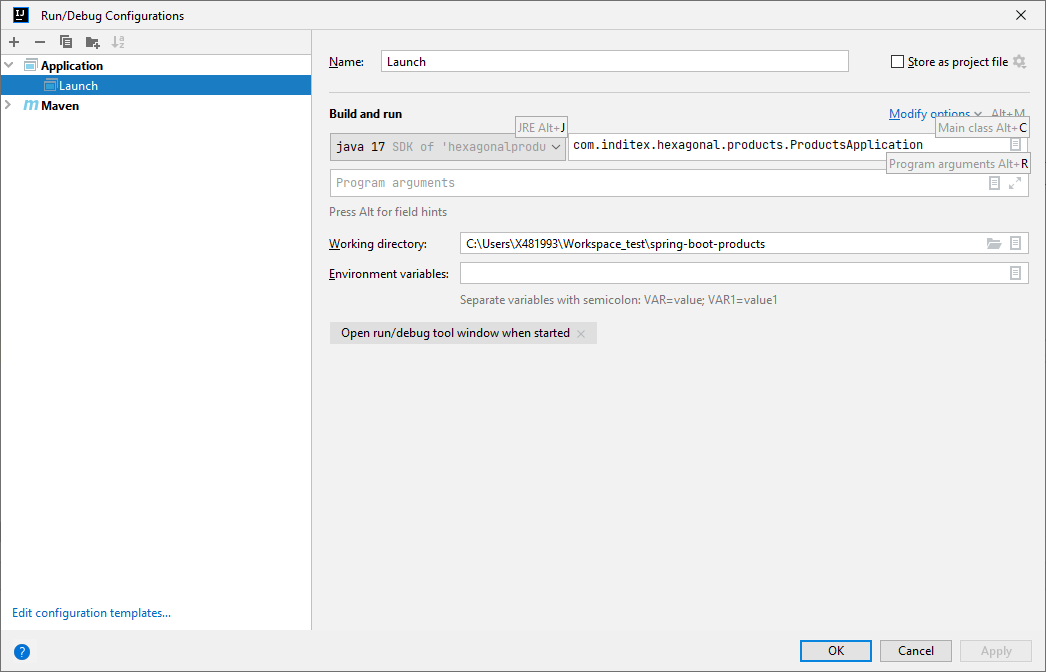 Run/Debug Configurations
Application
Launch
Maven
Edit configuration templates...
Name: Launch
Store as project file
Build and run
Modify options Alt+M
JRE Alt+J
Main class Alt+C
java 17 SDK of 'hexagonalprodu
com.inditex.hexagonal.products.ProductsApplication
Program arguments Alt+R
Program arguments
Press Alt for field hints
Working directory: C:\Users\X481993\Workspace_test\spring-boot-products
Environment variables:
Separate variables with semicolon: VAR=value; VAR1=value1
Open run/debug tool window when started
OK Cancel Apply